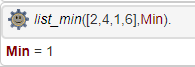 list_min([2,4,1,6],Min).
Min = 1